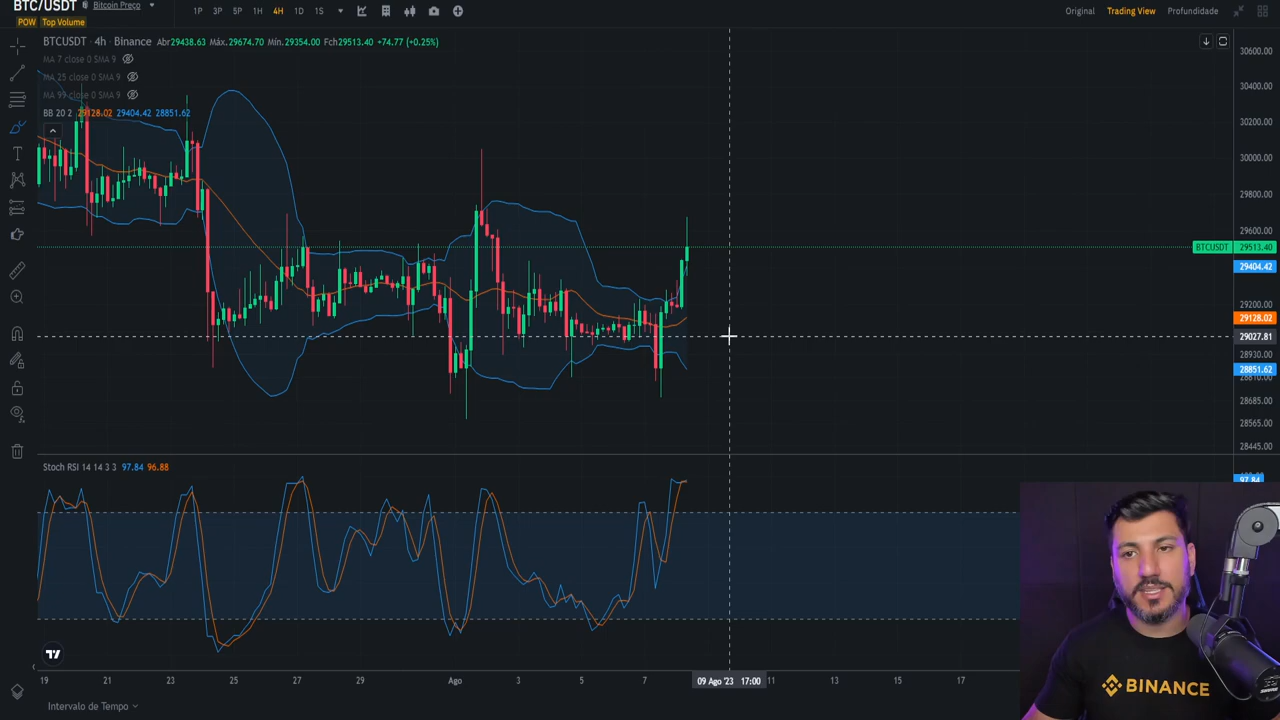 BTC/USDT Bitcoin Preço
1P 3P 5P 1H 4H 1D 1S
Original Trading View Profundidade
POW Top Volume
BTCUSDT 4h Binance Abr29438.63 Máx.29674.70 Mín.29354.00 Fch29513.40 +74.77 (+0.25%)
MA 7 close 0 SMA 9
MA 25 close 0 SMA 9
MA 99 close 0 SMA 9
BB 20 2 29128.02 29404.42 28851.62
30600.00
30400.00
30200.00
30000.00
29800.00
29600.00
BTCUSDT 29513.40
29404.42
29200.00
29128.02
29027.81
28930.00
28851.62
28810.00
28685.00
28565.00
28445.00
Stoch RSI 14 14 3 3 97.84 96.88
97.84
19 21 23 25 27 29 Ago 3 5 7 09 Ago '23 17:00 11 13 15 17
Intervalo de Tempo
BINANCE